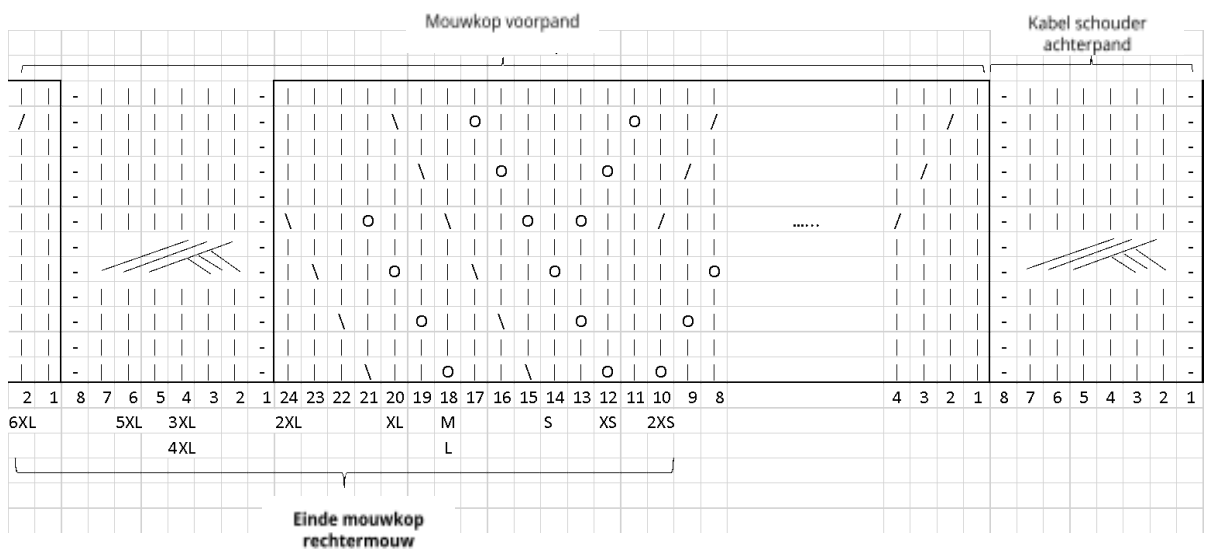 Mouwkop voorpand
Kabel schouder
achterpand
......
2 1 8 7 6 5 4 3 2 1 24 23 22 21 20 19 18 17 16 15 14 13 12 11 10 9 8 4 3 2 1 8 7 6 5 4 3 2 1
6XL 5XL 3XL 2XL XL M S XS 2XS
4XL L
Einde mouwkop
rechtermouw